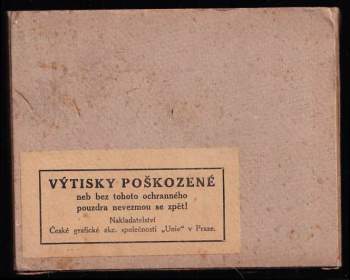 VÝTISKY POŠKOZENÉ
neb bez tohoto ochranného
pouzdra nevezmou se zpět!
Nakladatelství
České grafické akc. společnosti „Unie" v Praze.